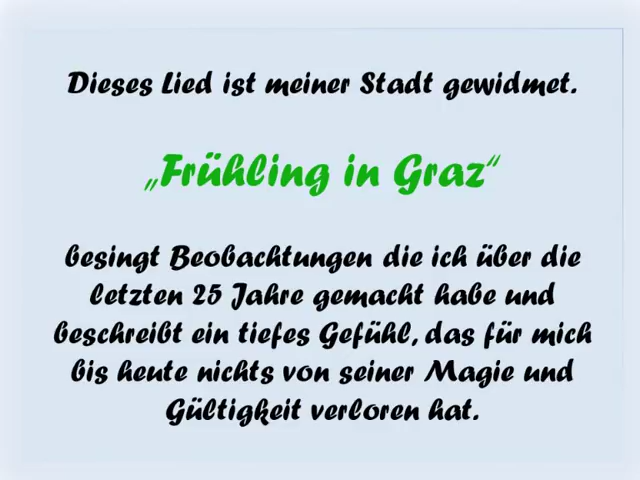 Dieses Lied ist meiner Stadt gewidmet.
„Frühling in Graz“
besingt Beobachtungen die ich über die
letzten 25 Jahre gemacht habe und
beschreibt ein tiefes Gefühl, das für mich
bis heute nichts von seiner Magie und
Gültigkeit verloren hat.